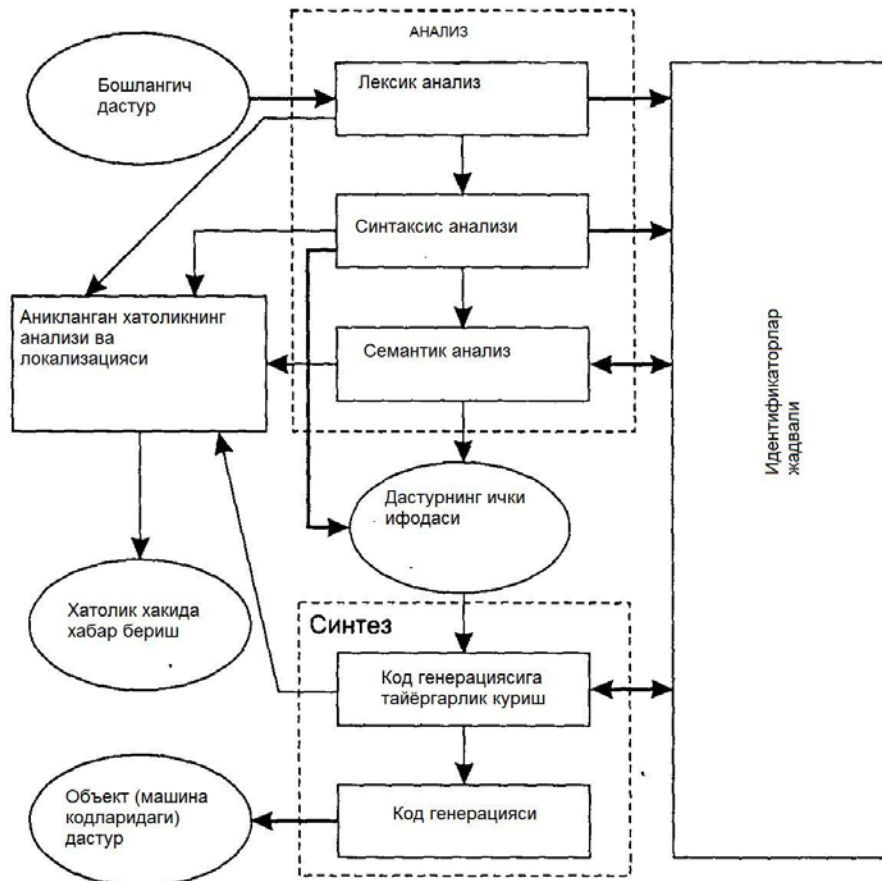 АНАЛИЗ
Бошлангич
дастур
Лексик анализ
Синтаксис анализи
Аникланган хатоликнинг
анализи ва
локализацияси
Семантик анализ
Идентификаторлар
жадвали
Дастурнинг ички
ифодаси
Хатолик хакида
хабар бериш
Синтез
Код генерациясига
тайёргарлик куриш
Объект (машина
кодларидаги)
дастур
Код генерацияси